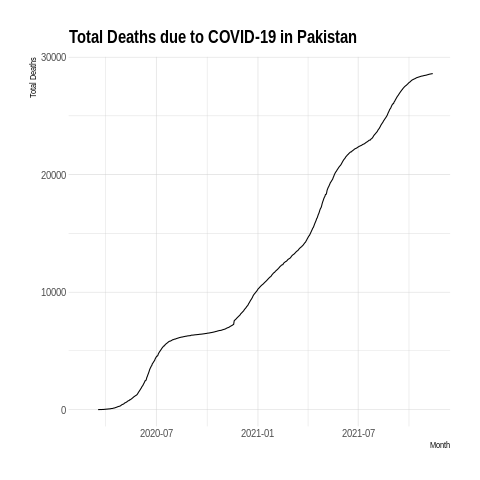 Total Deaths due to COVID-19 in Pakistan
Total Deaths
30000
20000
10000
0
2020-07 2021-01 2021-07
Month